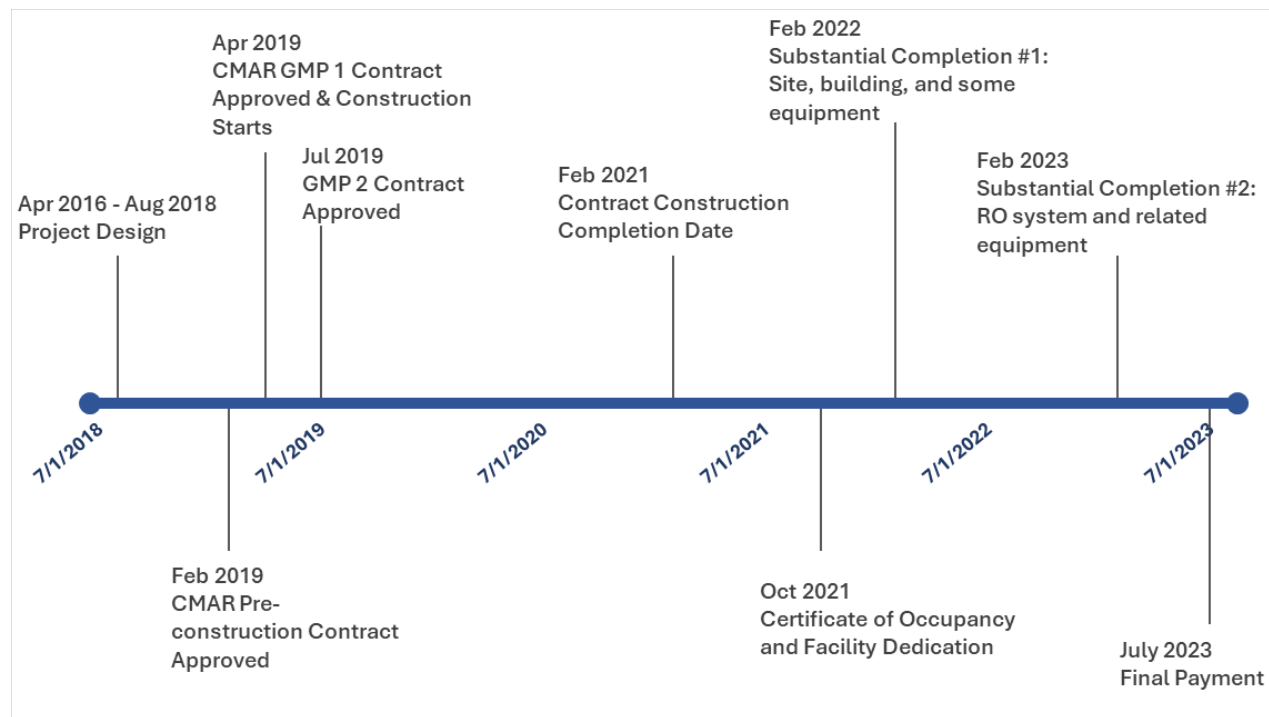 Apr 2016 - Aug 2018
Project Design
Apr 2019
CMAR GMP 1 Contract
Approved & Construction
Starts
Jul 2019
GMP 2 Contract
Approved
Feb 2021
Contract Construction
Completion Date
Feb 2022
Substantial Completion #1:
Site, building, and some
equipment
Feb 2023
Substantial Completion #2:
RO system and related
equipment
7/1/2018
7/1/2019
7/1/2020
7/1/2021
7/1/2022
7/1/2023
Feb 2019
CMAR Pre-
construction Contract
Approved
Oct 2021
Certificate of Occupancy
and Facility Dedication
July 2023
Final Payment